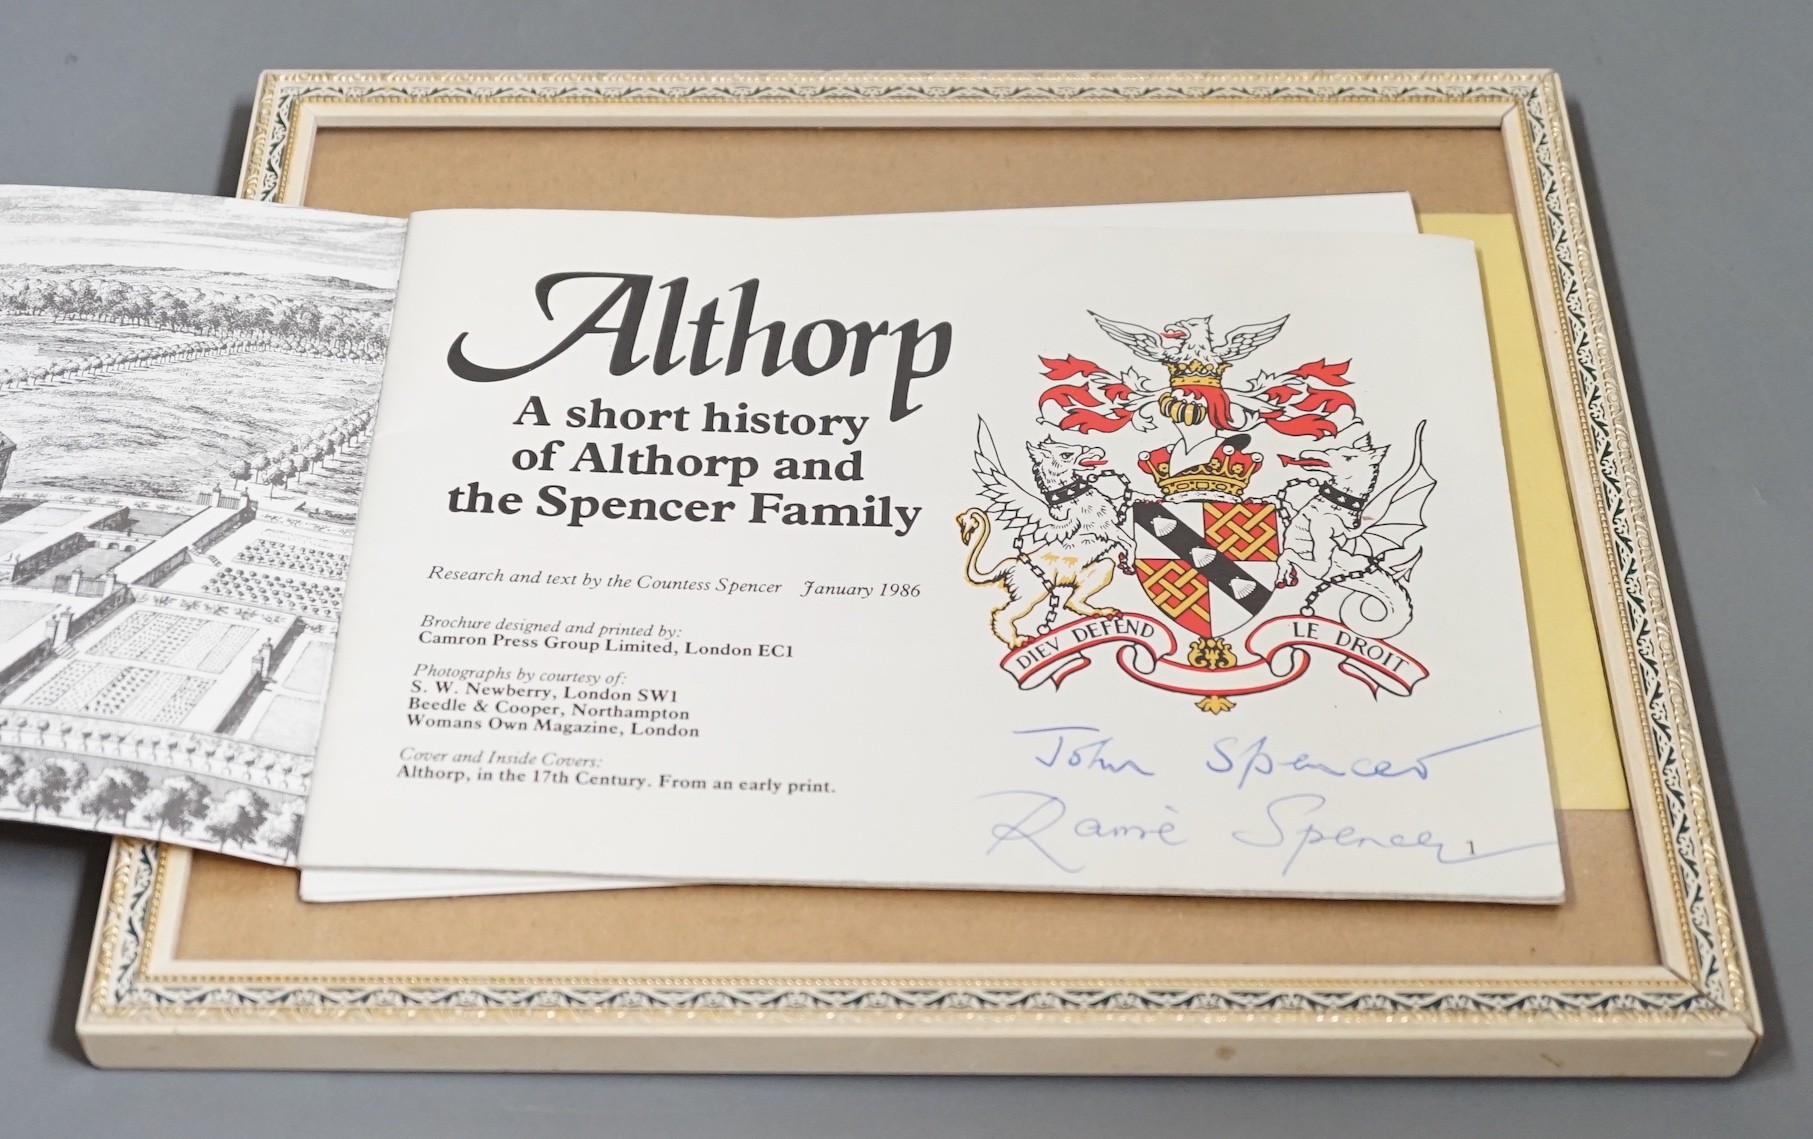 Althorp
A short history
of Althorp and
the Spencer Family
Research and text by the Countess Spencer January 1986
Brochure designed and printed by:
Camron Press Group Limited, London EC1
Photographs by courtesy of:
S. W. Newberry, London SW1
Beedle & Cooper, Northampton
Womans Own Magazine, London
Cover and Inside Covers:
Althorp, in the 17th Century. From an early print.
DIEV DEFEND LE DROIT
John Spencer
Raine Spencer
1